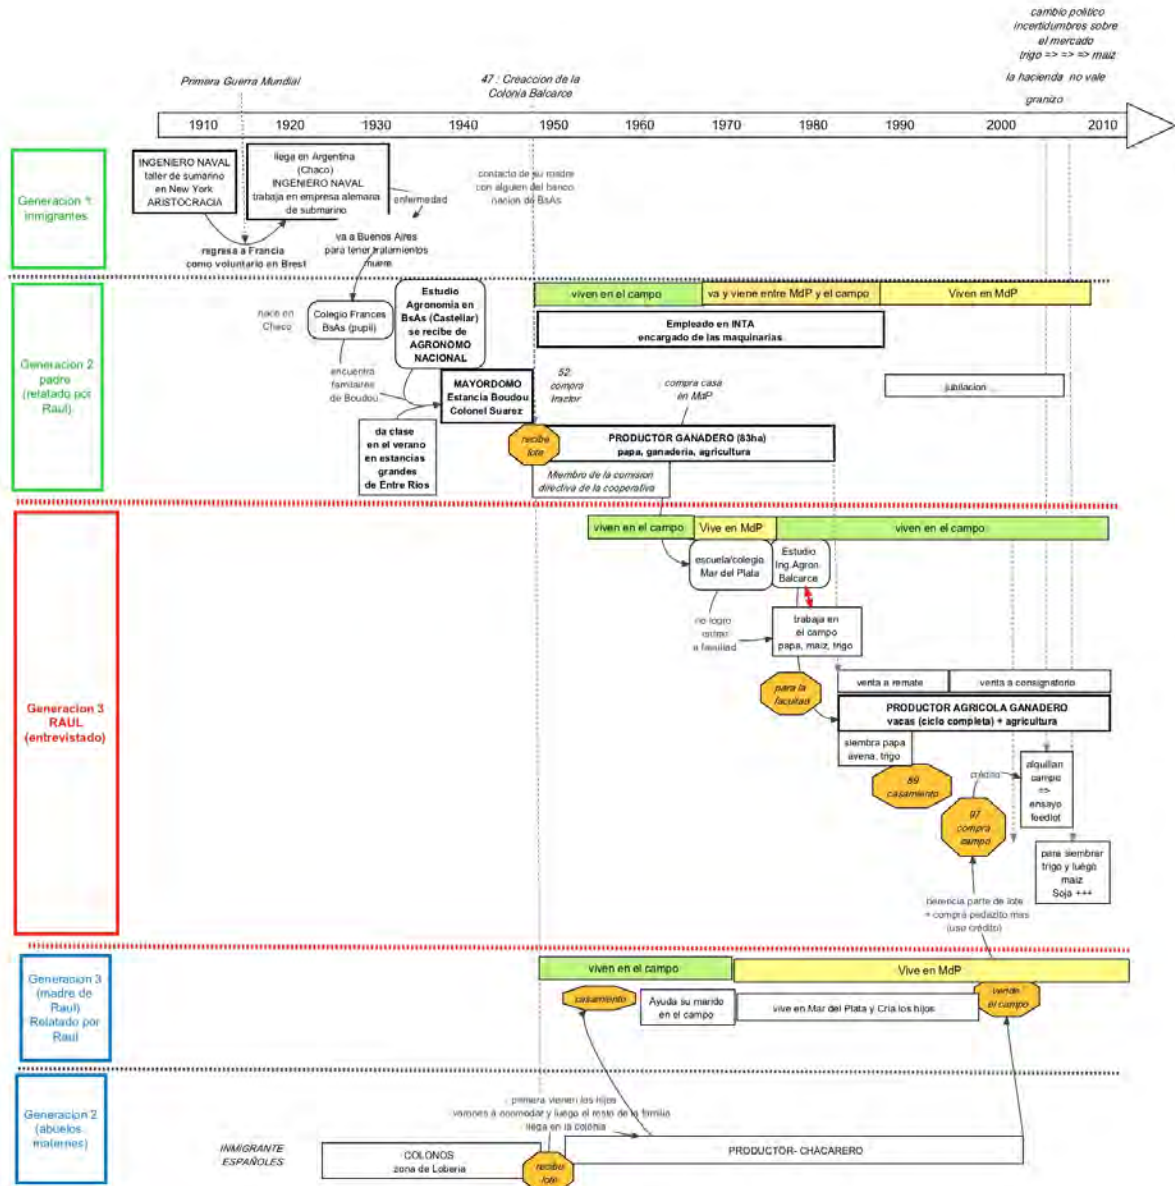 cambio politico
incertidumbres sobre
el mercado
trigo => => => maiz
la hacienda no vale
granizo
Primera Guerra Mundial
47 : Creaccion de la
Colonia Balcarce
1910 1920 1930 1940 1950 1960 1970 1980 1990 2000 2010
Generacion 1:
inmigrantes
INGENIERO NAVAL
taller de sumarino
en New York
ARISTOCRACIA
llega en Argentina
(Chaco)
INGENIERO NAVAL
trabaja en empresa alemana
de submarino
enfermedad
contacto de su madre
con alguien del banco
nacion de BsAs
regresa a Francia
como voluntario en Brest
va a Buenos Aires
para tener tratamientos
muere
Generacion 2
padre
(relatado por
Raul)
nace en
Chaco
Colegio Frances
BsAs (pupil)
Estudio
Agronomia en
BsAs (Castellar)
se recibe de
AGRONOMO
NACIONAL
encuentra
familiares
de Boudou
MAYORDOMO
Estancia Boudou
Colonel Suarez
da clase
en el verano
en estancias
grandes
de Entre Rios
viven en el campo
va y viene entre MdP y el campo
Viven en MdP
Empleado en INTA
encargado de las maquinarias
52:
compra
tractor
compra casa
en MdP
jubilacion ...
recibe
lote
PRODUCTOR GANADERO (83ha)
papa, ganaderia, agricultura
Miembro de la comision
directiva de la cooperativa
Generacion 3
RAUL
(entrevistado)
viven en el campo
Vive en MdP
viven en el campo
escuela/colegio
Mar del Plata
Estudio
Ing.Agron.
Balcarce
no logro
entrar
a facultad
trabaja en
el campo
papa, maiz, trigo
para la
facultad
venta a remate
venta a consignatorio
PRODUCTOR AGRICOLA GANADERO
vacas (ciclo completa) + agricultura
siembra papa
avena, trigo
89
casamiento
crédito
97
compra
campo
alquilan
campo
=>
ensayo
feedlot
para siembrar
trigo y luego
maiz
Soja +++
herencia parte de lote
+ compra pedazito mas
(uso crédito)
Generacion 3
(madre de
Raul)
Relatado por
Raul
viven en el campo
Vive en MdP
casamiento
Ayuda su marido
en el campo
vive en Mar del Plata y Cria los hijos
vende
el campo
Generacion 2
(abuelos
maternes)
primera vienen los hijos
varones a acomodar y luego el resto de la familia
llega en la colonia
INMIGRANTE
ESPAÑOLES
COLONOS
zona de Loberia
recibe
lote
PRODUCTOR- CHACARERO